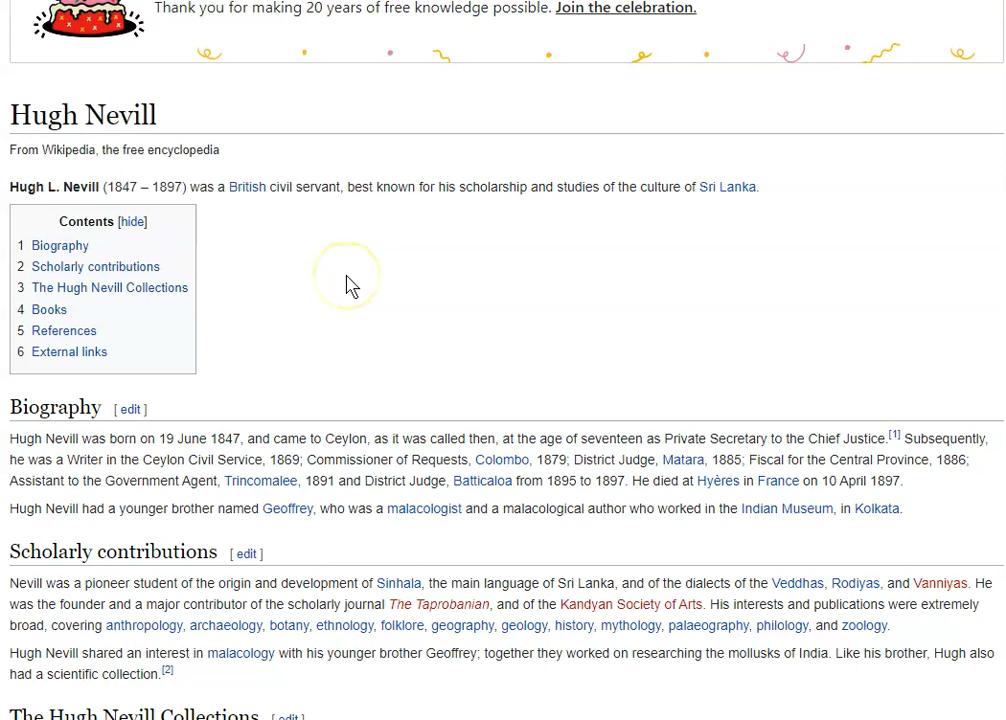 Thank you for making 20 years of free knowledge possible. Join the celebration.
Hugh Nevill
From Wikipedia, the free encyclopedia
Hugh L. Nevill (1847 – 1897) was a British civil servant, best known for his scholarship and studies of the culture of Sri Lanka.
Contents [hide]
1 Biography
2 Scholarly contributions
3 The Hugh Nevill Collections
4 Books
5 References
6 External links
Biography [ edit ]
Hugh Nevill was born on 19 June 1847, and came to Ceylon, as it was called then, at the age of seventeen as Private Secretary to the Chief Justice.[1] Subsequently,
he was a Writer in the Ceylon Civil Service, 1869; Commissioner of Requests, Colombo, 1879; District Judge, Matara, 1885; Fiscal for the Central Province, 1886;
Assistant to the Government Agent, Trincomalee, 1891 and District Judge, Batticaloa from 1895 to 1897. He died at Hyères in France on 10 April 1897.
Hugh Nevill had a younger brother named Geoffrey, who was a malacologist and a malacological author who worked in the Indian Museum, in Kolkata.
Scholarly contributions [ edit ]
Nevill was a pioneer student of the origin and development of Sinhala, the main language of Sri Lanka, and of the dialects of the Veddhas, Rodiyas, and Vanniyas. He
was the founder and a major contributor of the scholarly journal The Taprobanian, and of the Kandyan Society of Arts. His interests and publications were extremely
broad, covering anthropology, archaeology, botany, ethnology, folklore, geography, geology, history, mythology, palaeography, philology, and zoology.
Hugh Nevill shared an interest in malacology with his younger brother Geoffrey; together they worked on researching the mollusks of India. Like his brother, Hugh also
had a scientific collection.[2]
The Hugh Nevill Collections [ edit ]